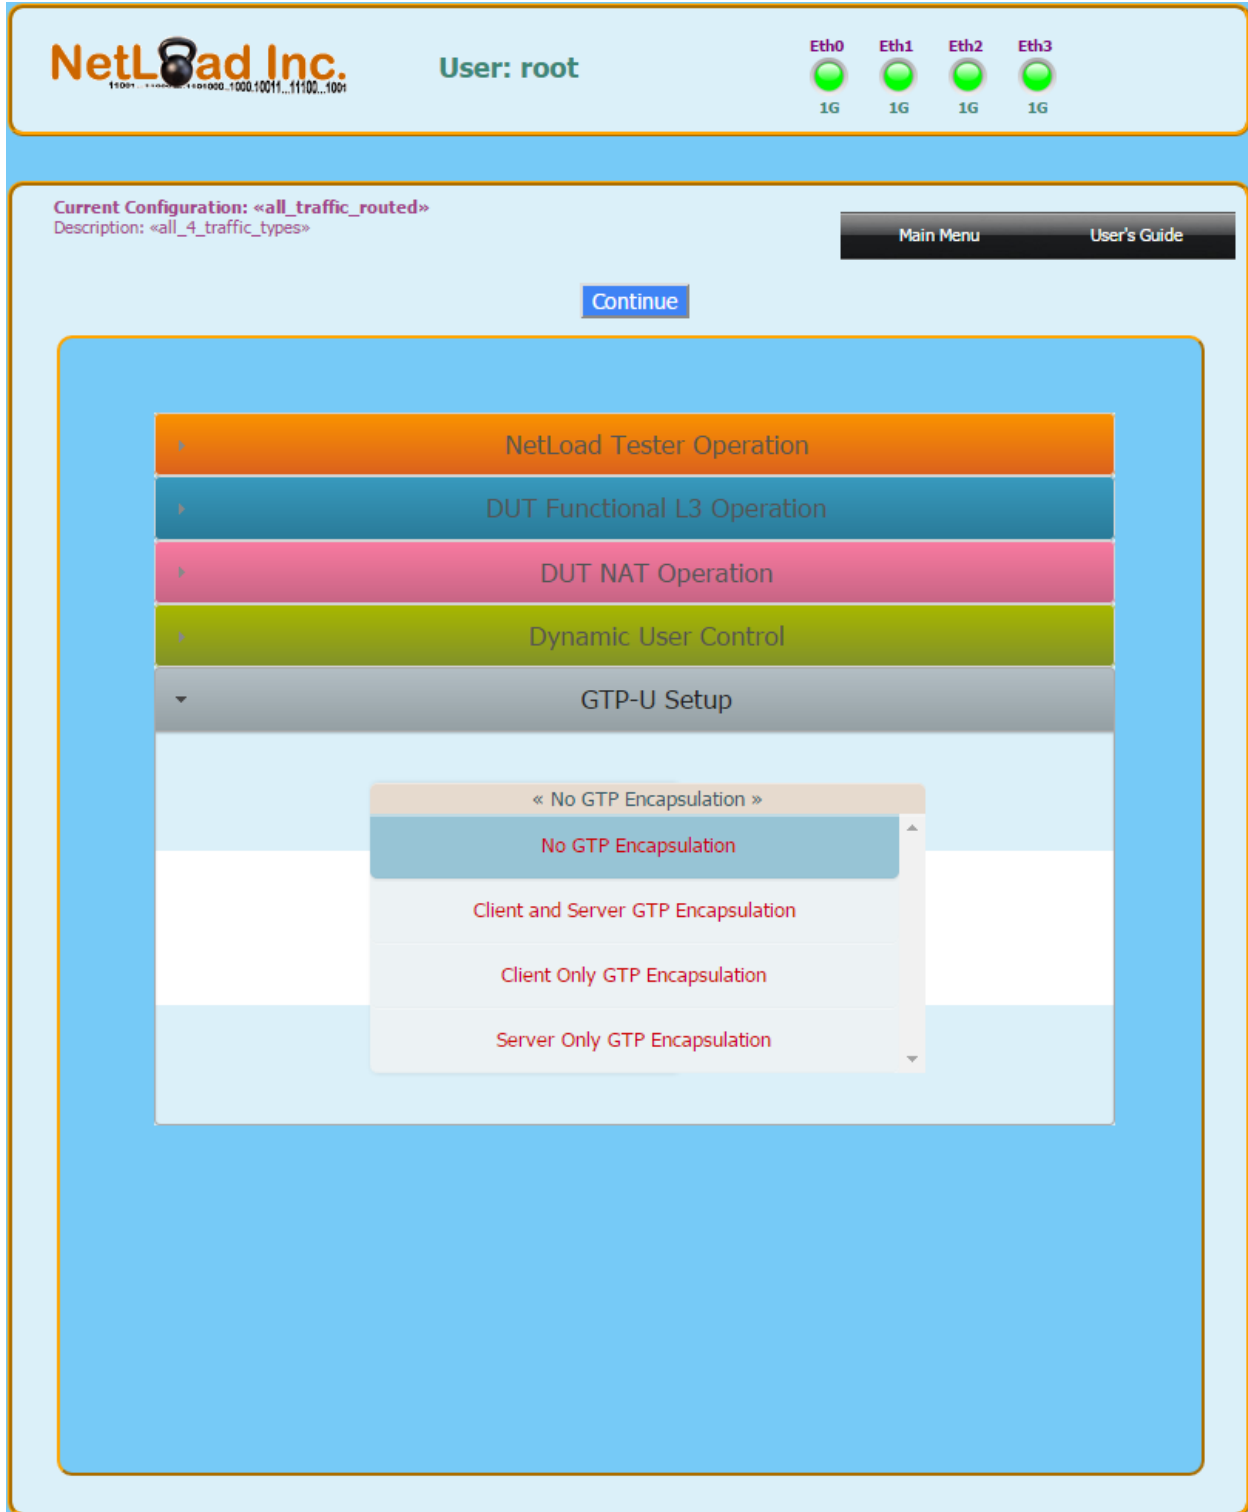 NetLoad Inc.
User: root
Eth0 Eth1 Eth2 Eth3
1G 1G 1G 1G
Current Configuration: «all_traffic_routed»
Description: «all_4_traffic_types»
Main Menu User's Guide
Continue
NetLoad Tester Operation
DUT Functional L3 Operation
DUT NAT Operation
Dynamic User Control
GTP-U Setup
« No GTP Encapsulation »
No GTP Encapsulation
Client and Server GTP Encapsulation
Client Only GTP Encapsulation
Server Only GTP Encapsulation